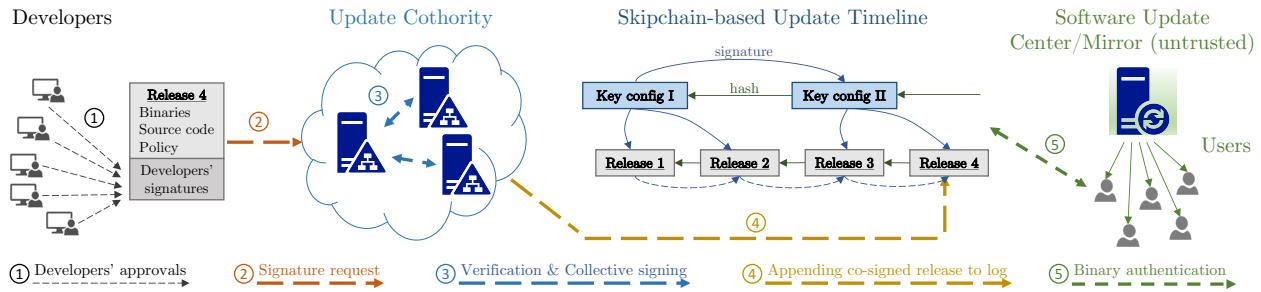 Developers
Update Cothority
Skipchain-based Update Timeline
Software Update
Center/Mirror (untrusted)
1
Release 4
Binaries
Source code
Policy
Developers'
signatures
2
3
signature
Key config I
hash
Key config II
Release 1
Release 2
Release 3
Release 4
4
5
Users
1 Developers' approvals
2 Signature request
3 Verification & Collective signing
4 Appending co-signed release to log
5 Binary authentication